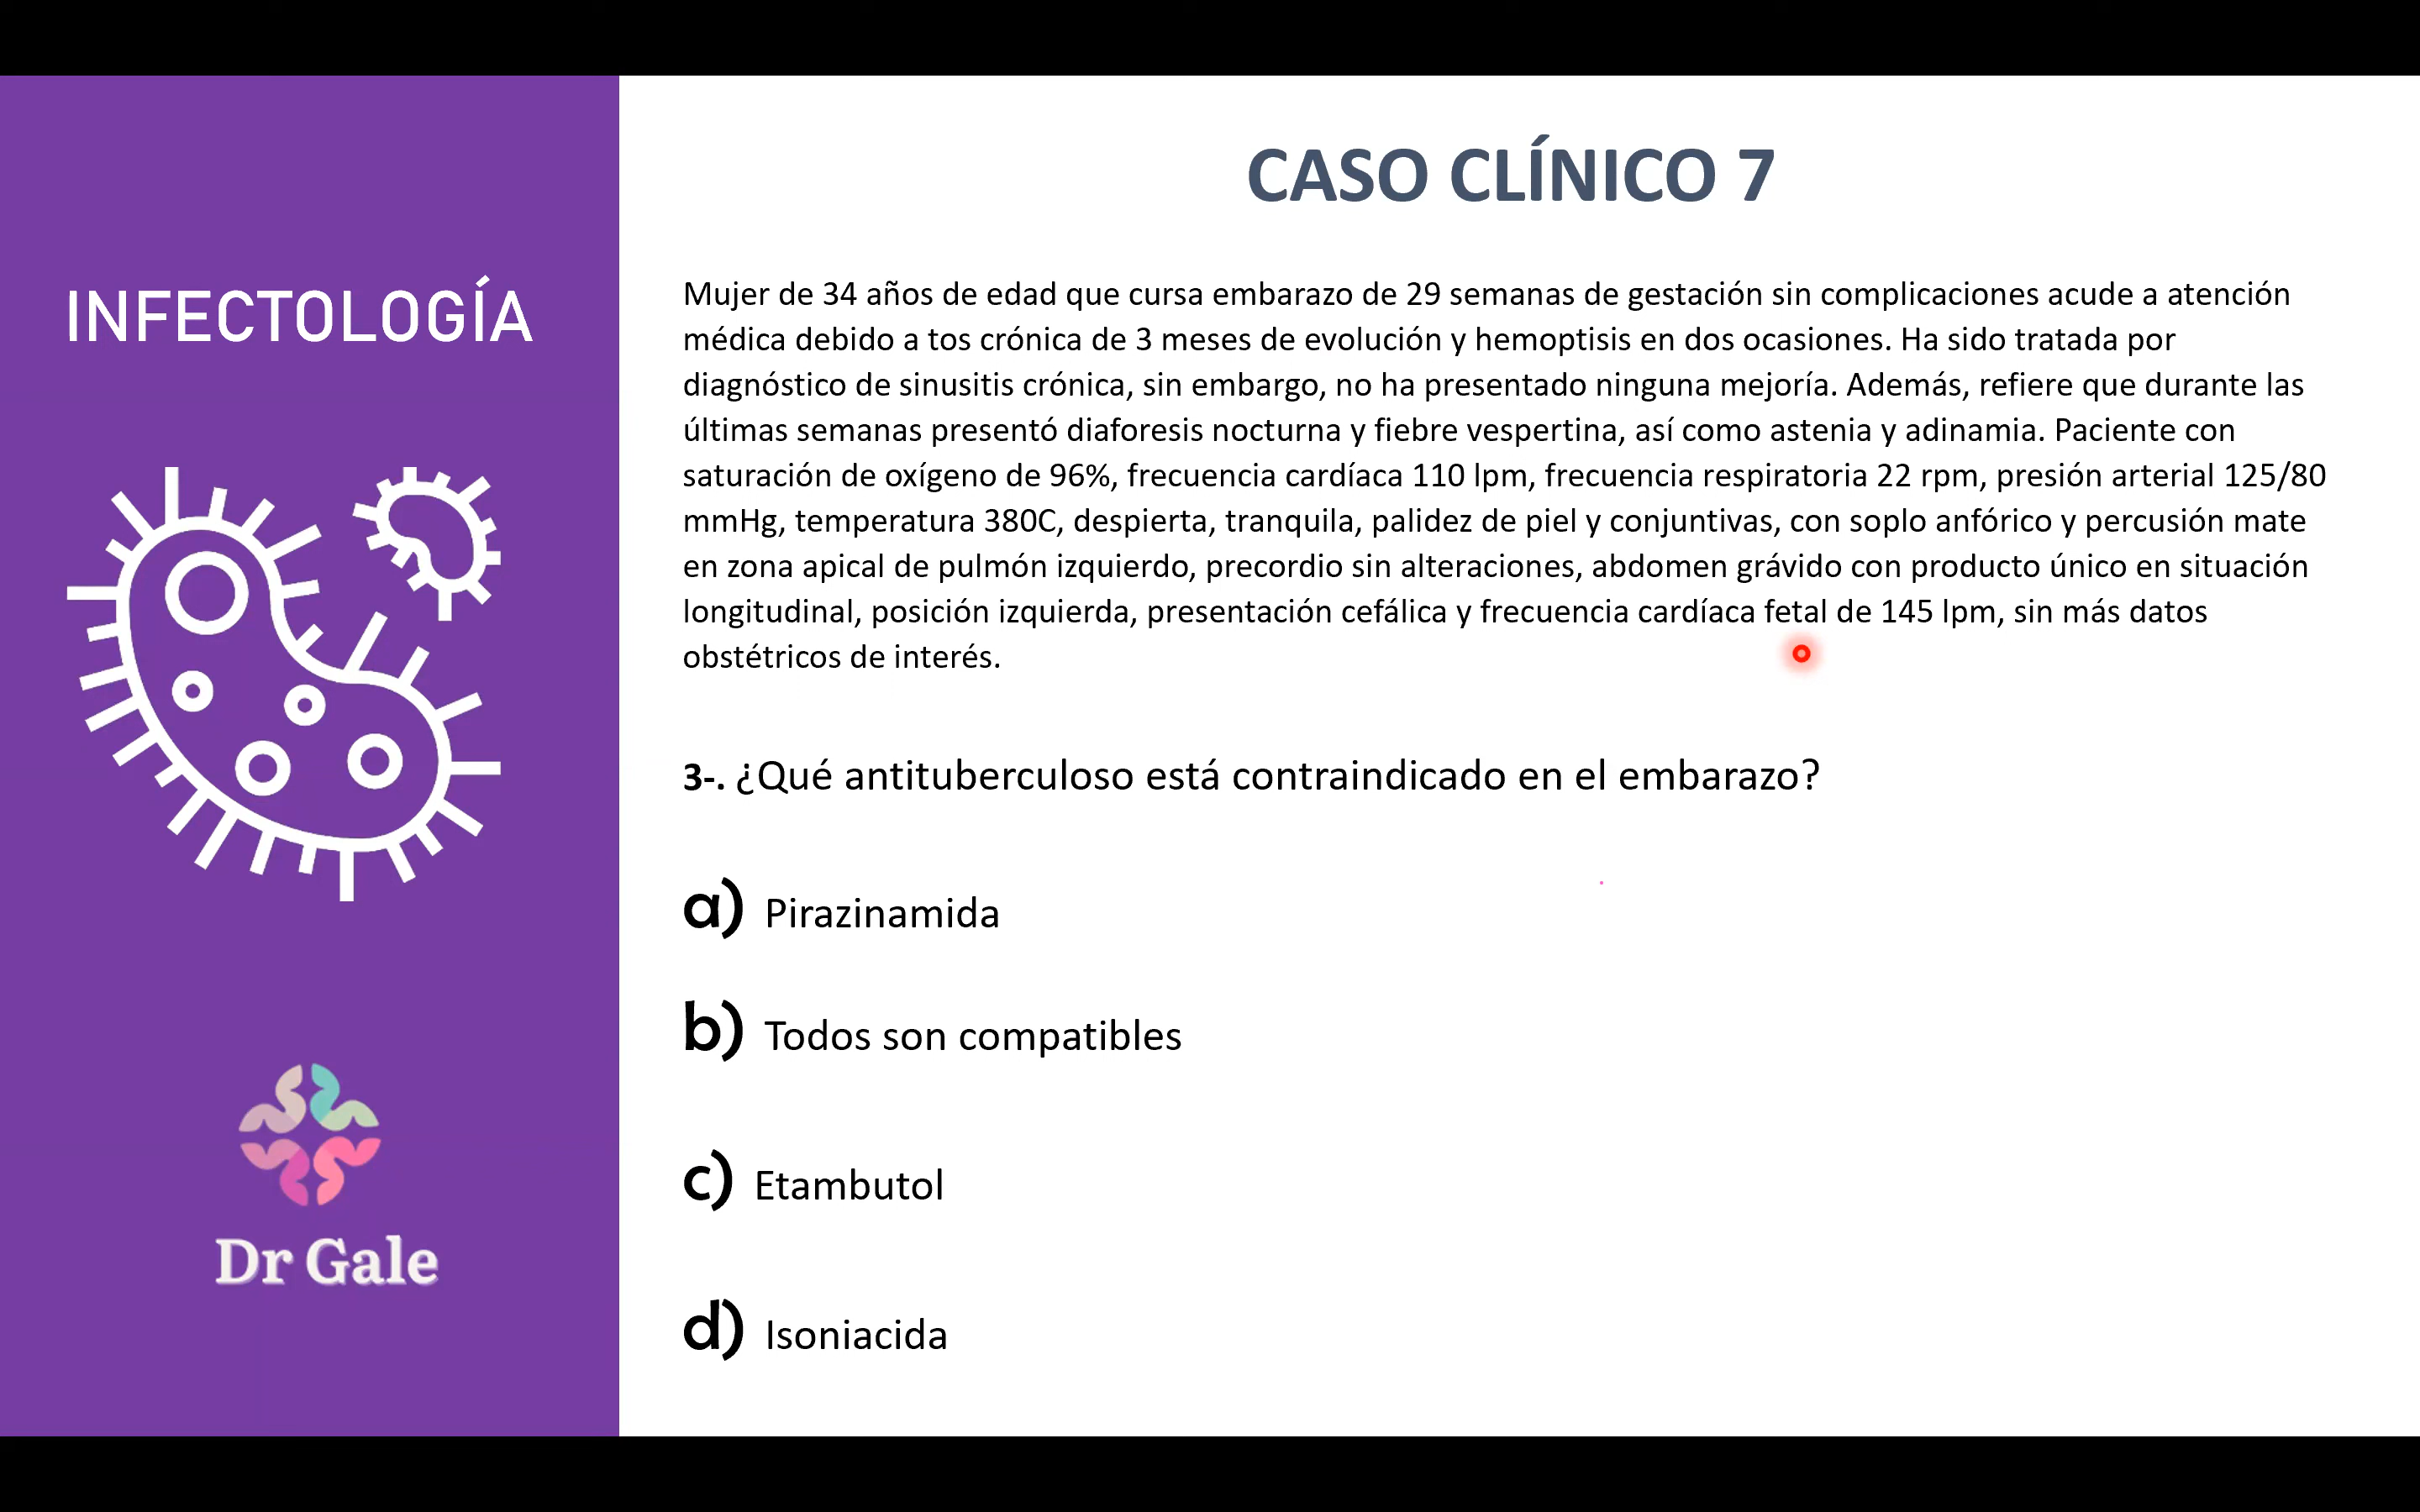 INFECTOLOGÍA
Dr Gale
CASO CLÍNICO 7
Mujer de 34 años de edad que cursa embarazo de 29 semanas de gestación sin complicaciones acude a atención
médica debido a tos crónica de 3 meses de evolución y hemoptisis en dos ocasiones. Ha sido tratada por
diagnóstico de sinusitis crónica, sin embargo, no ha presentado ninguna mejoría. Además, refiere que durante las
últimas semanas presentó diaforesis nocturna y fiebre vespertina, así como astenia y adinamia. Paciente con
saturación de oxígeno de 96%, frecuencia cardíaca 110 lpm, frecuencia respiratoria 22 rpm, presión arterial 125/80
mmHg, temperatura 380C, despierta, tranquila, palidez de piel y conjuntivas, con soplo anfórico y percusión mate
en zona apical de pulmón izquierdo, precordio sin alteraciones, abdomen grávido con producto único en situación
longitudinal, posición izquierda, presentación cefálica y frecuencia cardíaca fetal de 145 lpm, sin más datos
obstétricos de interés.
3-. ¿Qué antituberculoso está contraindicado en el embarazo?
a) Pirazinamida
b) Todos son compatibles
c) Etambutol
d) Isoniacida